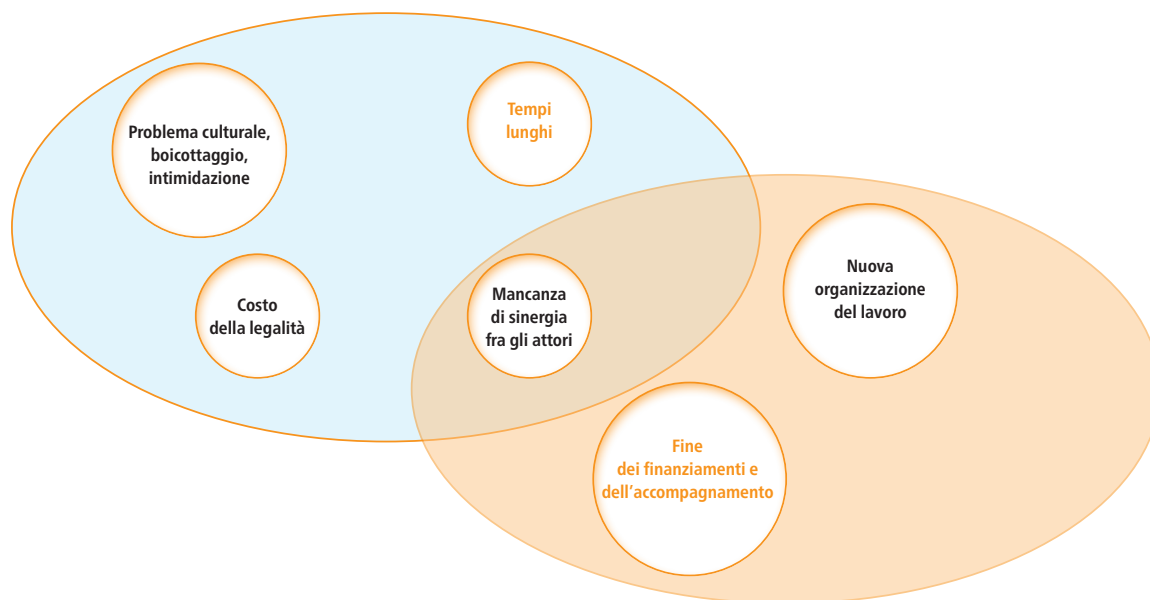 Tempi
lunghi
Problema culturale,
boicottaggio,
intimidazione
Nuova
organizzazione
del lavoro
Costo
della legalità
Mancanza
di sinergia
fra gli attori
Fine
dei finanziamenti e
dell’accompagnamento